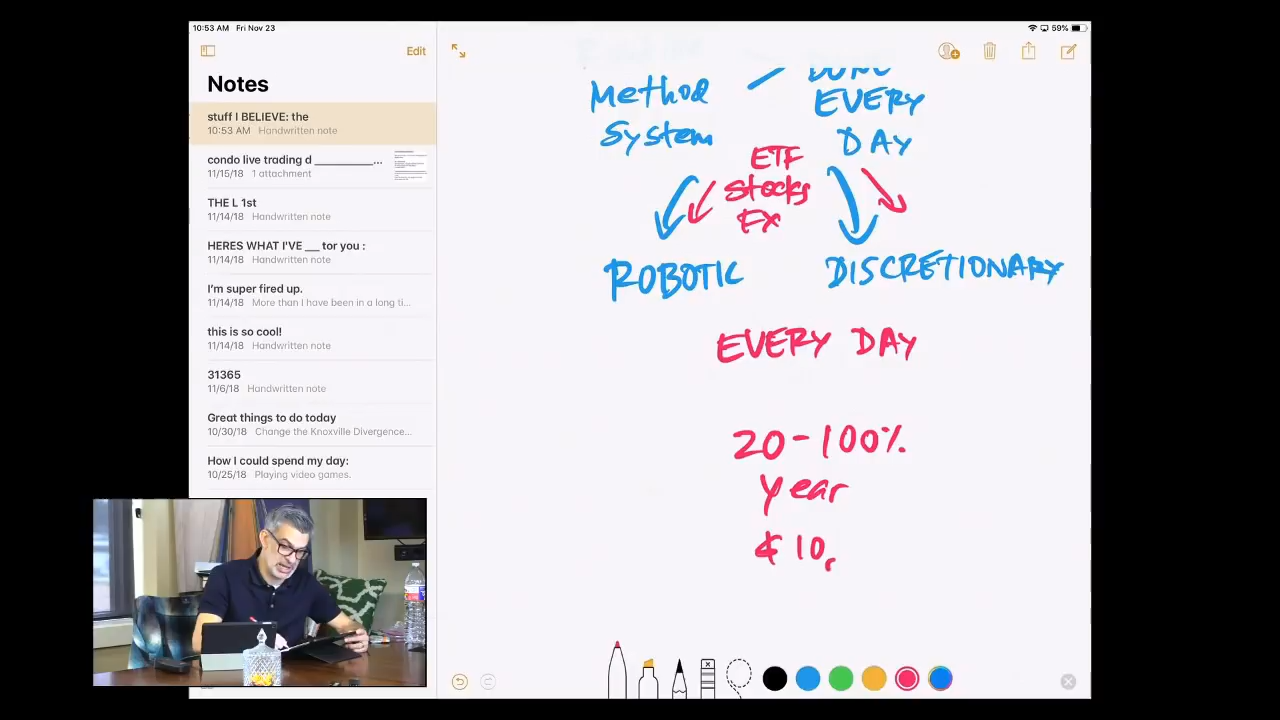 10:53 AM Fri Nov 23
59%
Edit
Notes
stuff I BELIEVE: the
10:53 AM Handwritten note
condo live trading d ___________...
11/15/18 1 attachment
THE L 1st
11/14/18 Handwritten note
HERES WHAT I'VE ___ tor you :
11/14/18 Handwritten note
I'm super fired up.
11/14/18 More than I have been in a long ti...
this is so cool!
11/14/18 Handwritten note
31365
11/6/18 Handwritten note
Great things to do today
10/30/18 Change the Knoxville Divergence...
How I could spend my day:
10/25/18 Playing video games.
Method
System
EVERY
DAY
ETF
Stocks
FX
ROBOTIC
DISCRETIONARY
EVERY DAY
20-100%
year
10,